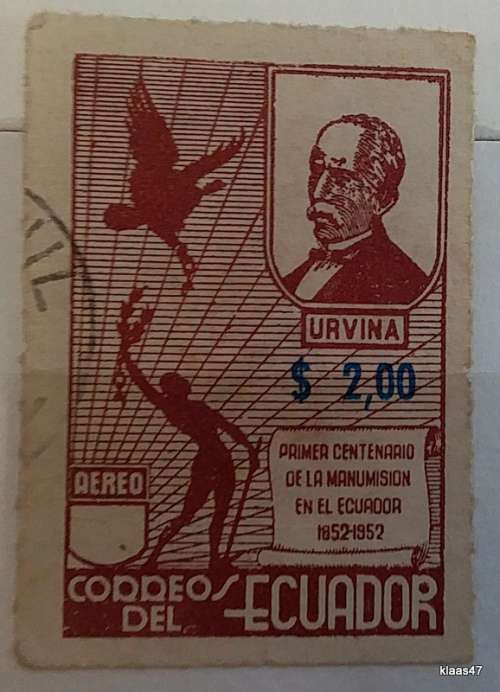 URVINA
$ 2,00
PRIMER CENTENARIO
DE LA MANUMISION
EN EL ECUADOR
1852-1952
AEREO
CORREOS
DEL ECUADOR
klaas47